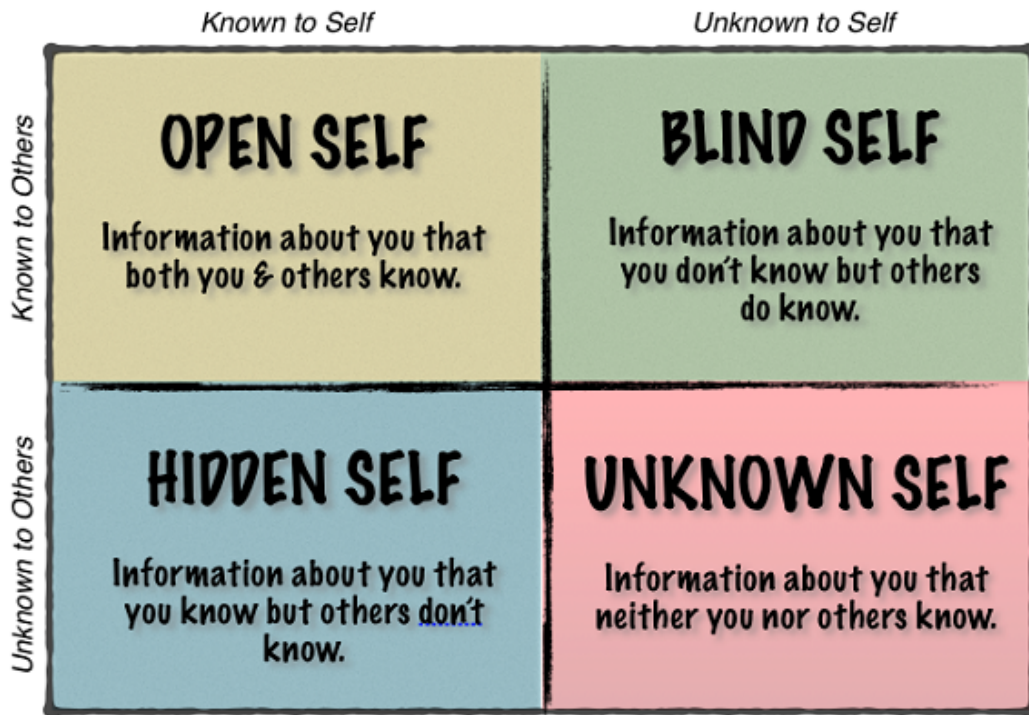 Known to Self
Unknown to Self
Known to Others
OPEN SELF
Information about you that
both you & others know.
BLIND SELF
Information about you that
you don't know but others
do know.
Unknown to Others
HIDDEN SELF
Information about you that
you know but others don't
know.
UNKNOWN SELF
Information about you that
neither you nor others know.